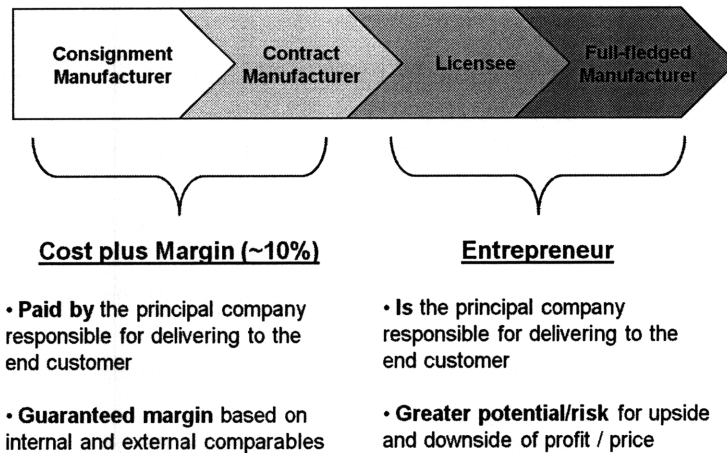 Consignment
Manufacturer
Contract
Manufacturer
Licensee
Full-fledged
Manufacturer
Cost plus Margin (~10%)
• Paid by the principal company
responsible for delivering to the
end customer
• Guaranteed margin based on
internal and external comparables
Entrepreneur
• Is the principal company
responsible for delivering to the
end customer
• Greater potential/risk for upside
and downside of profit / price